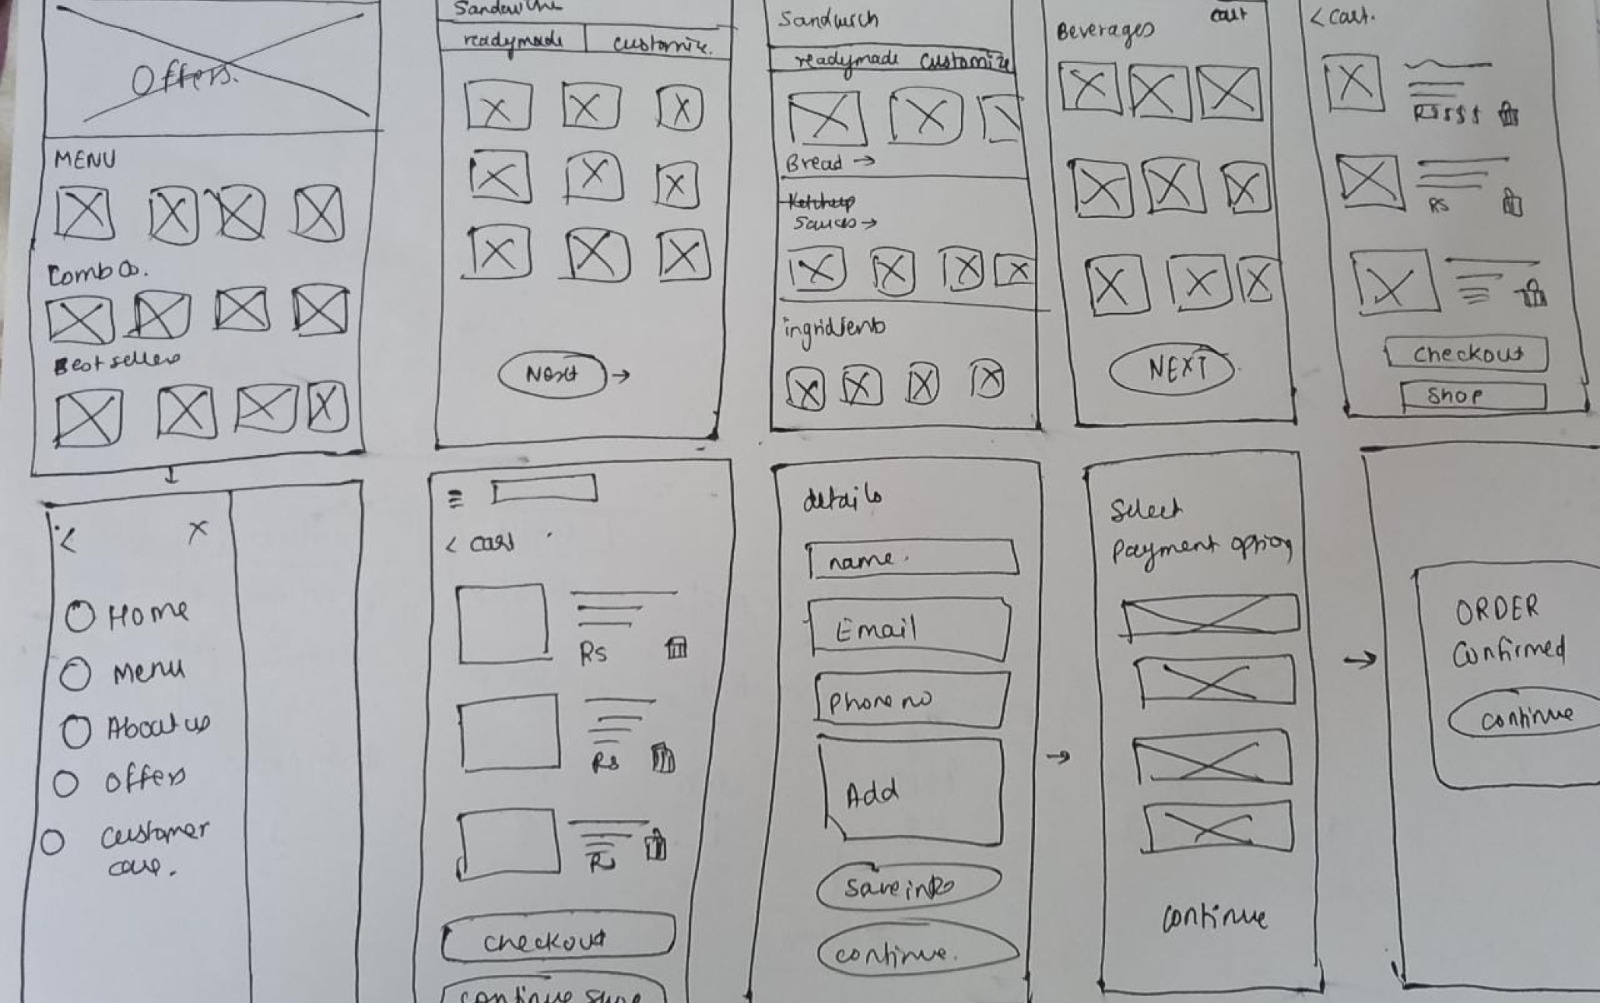 Offers.
MENU
Combos.
Best sellers
Sandwich
readymade
customize.
Next →
Sandwich
readymade customize
Bread →
Ketchup
Sauces →
ingridients
Beverages
cart
NEXT
< cart.
RS
RS
checkout
Shop
< X
Home
Menu
About us
offers
customer
care.
< cart
RS
RS
RS
checkout
continue
details
name.
Email
Phone no
Add
save info
continue.
Select
Payment option
continue
ORDER
Confirmed
continue